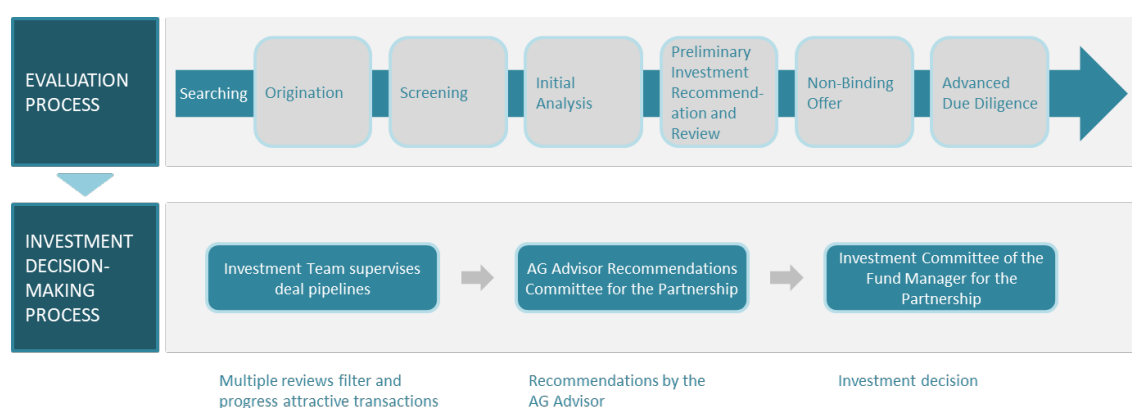 EVALUATION
PROCESS
Searching
Origination
Screening
Initial
Analysis
Preliminary
Investment
Recommend-
ation and
Review
Non-Binding
Offer
Advanced
Due Diligence
INVESTMENT
DECISION-
MAKING
PROCESS
Investment Team supervises
deal pipelines
AG Advisor Recommendations
Committee for the Partnership
Investment Committee of the
Fund Manager for the
Partnership
Multiple reviews filter and
progress attractive transactions
Recommendations by the
AG Advisor
Investment decision